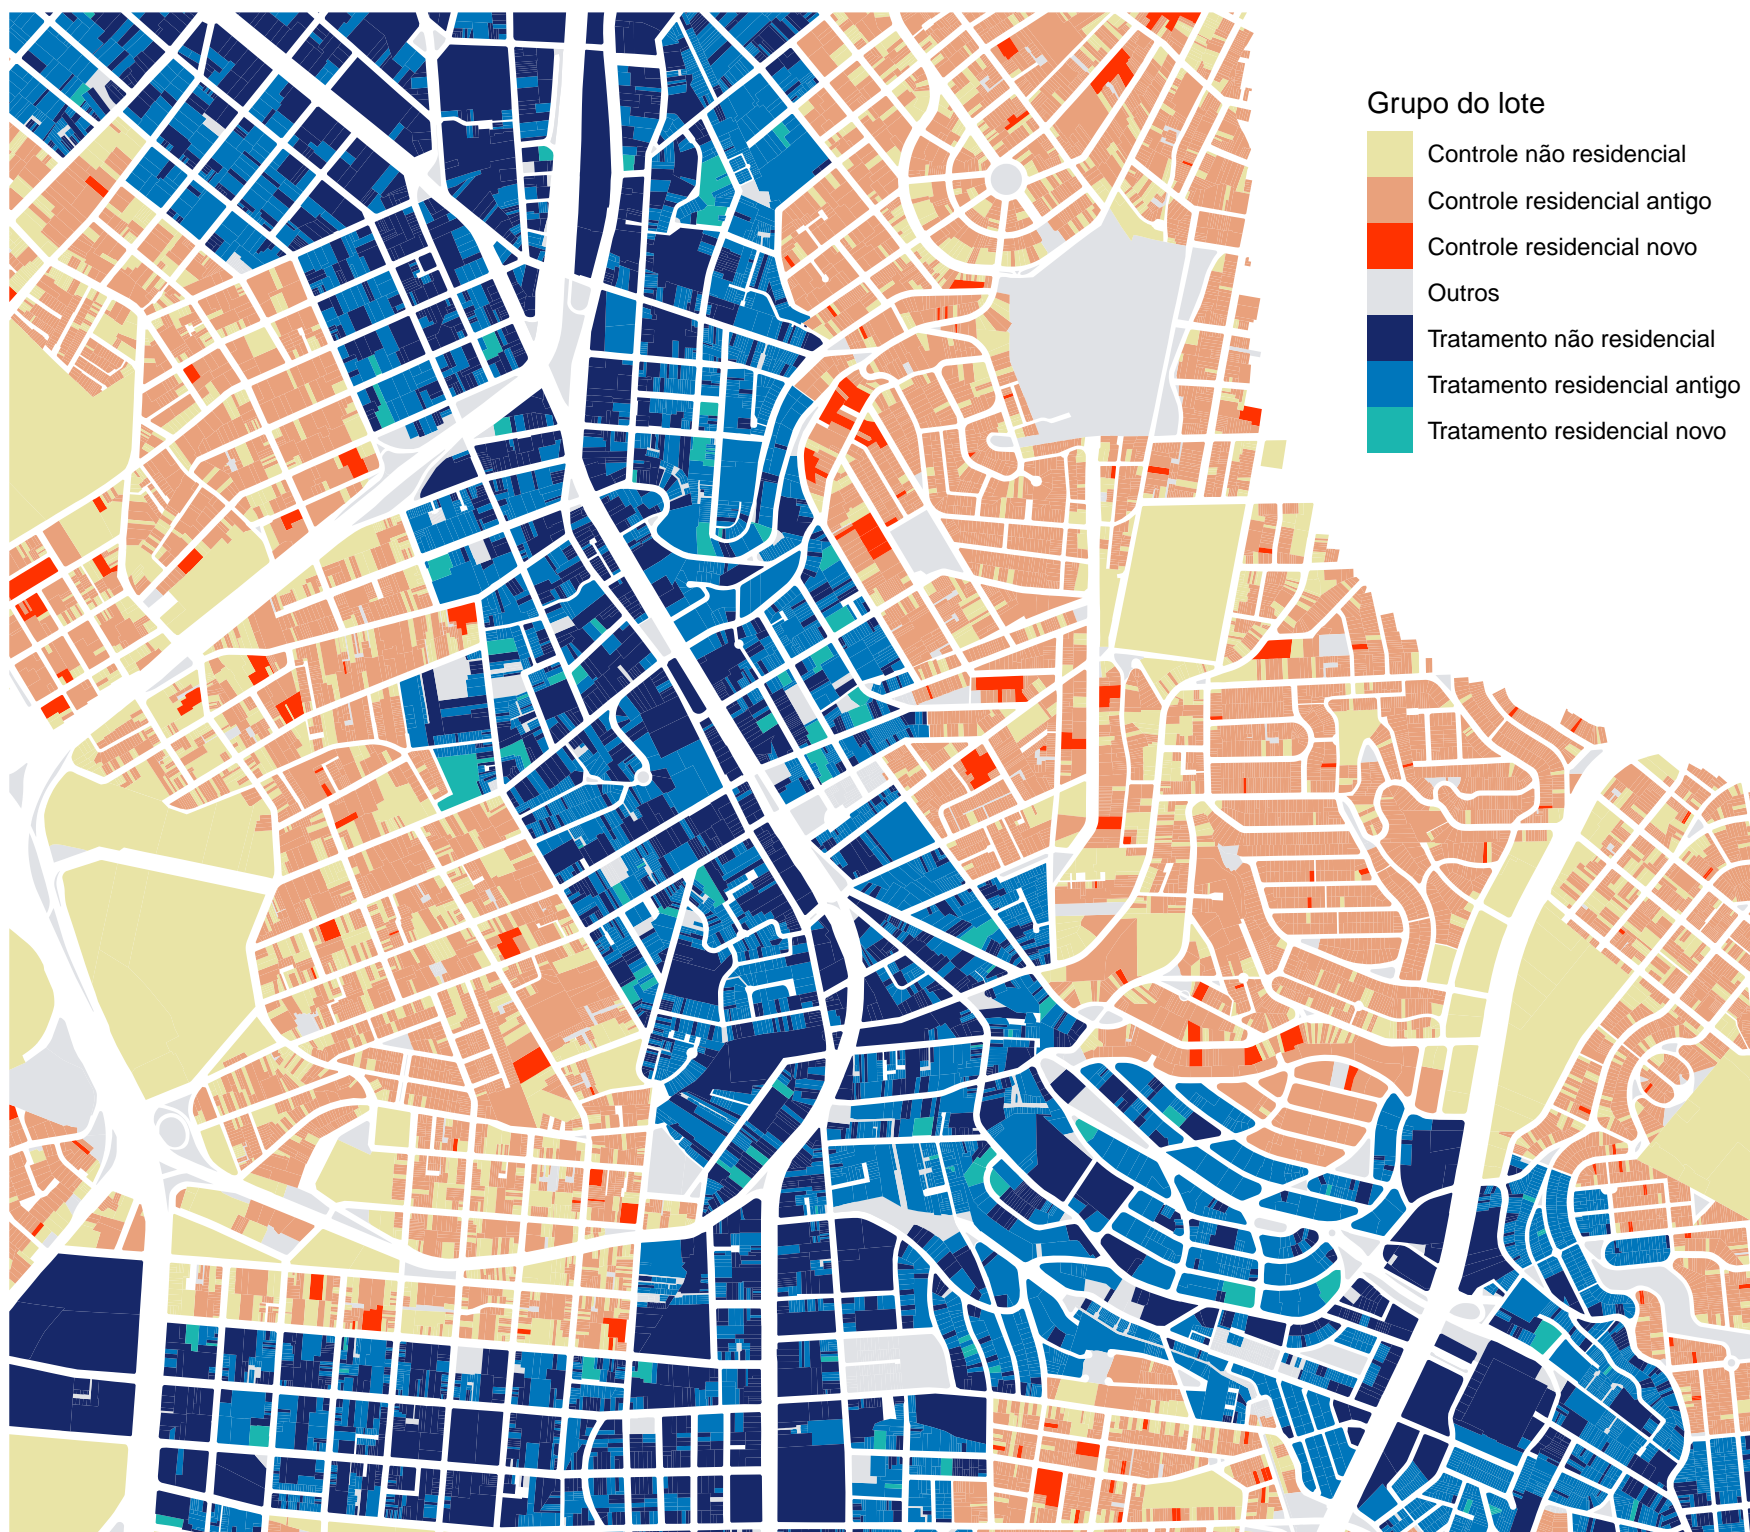 Grupo do lote
Controle não residencial
Controle residencial antigo
Controle residencial novo
Outros
Tratamento não residencial
Tratamento residencial antigo
Tratamento residencial novo